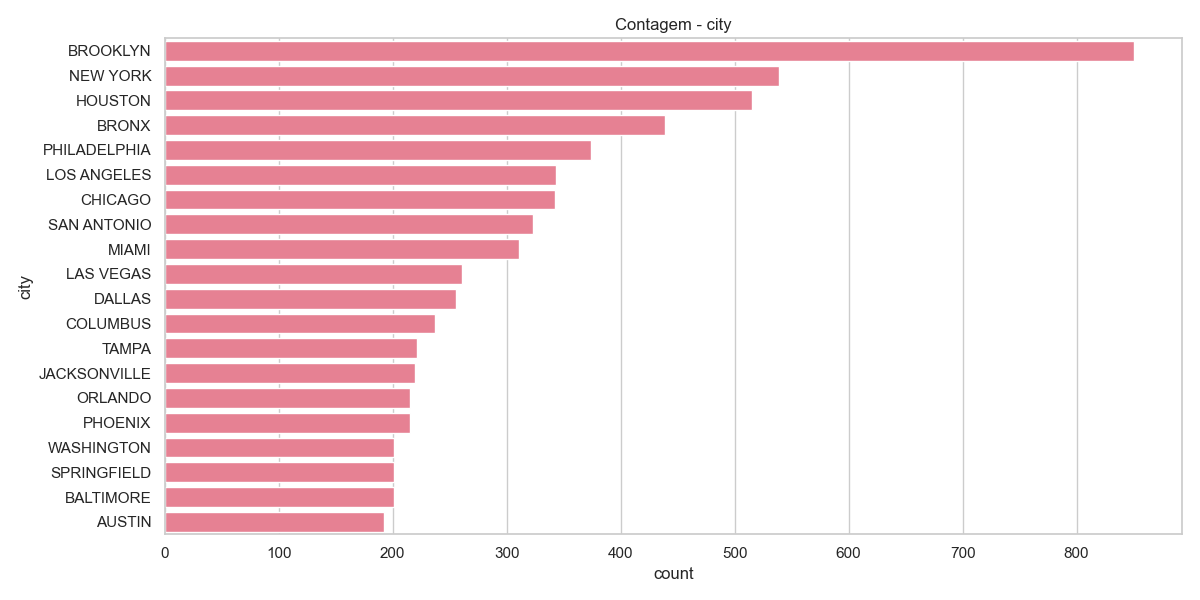 Contagem - city
BROOKLYN
NEW YORK
HOUSTON
BRONX
PHILADELPHIA
LOS ANGELES
CHICAGO
SAN ANTONIO
MIAMI
LAS VEGAS
DALLAS
COLUMBUS
TAMPA
JACKSONVILLE
ORLANDO
PHOENIX
WASHINGTON
SPRINGFIELD
BALTIMORE
AUSTIN
city
0 100 200 300 400 500 600 700 800
count